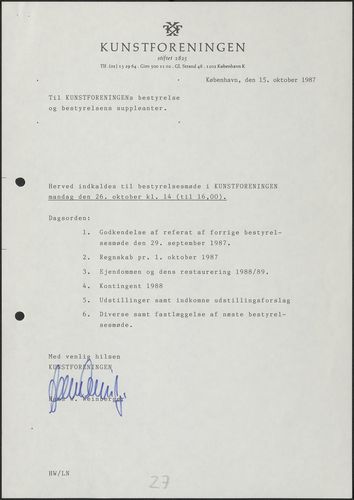 KUNSTFORENINGEN
stiftet 1825
Tlf. (01) 13 29 64 · Giro 500 11 02 · Gl. Strand 48 · 1202 København K
København, den 15. oktober 1987
Til KUNSTFORENINGENs bestyrelse
og bestyrelsens suppleanter.
Herved indkaldes til bestyrelsesmøde i KUNSTFORENINGEN
mandag den 26. oktober kl. 14 (til 16,00).
Dagsorden:
1. Godkendelse af referat af forrige bestyrel-
sesmøde den 29. september 1987.
2. Regnskab pr. 1. oktober 1987
3. Ejendommen og dens restaurering 1988/89.
4. Kontingent 1988
5. Udstillinger samt indkomne udstillingsforslag
6. Diverse samt fastlæggelse af næste bestyrel-
sesmøde.
Med venlig hilsen
KUNSTFORENINGEN
Weinberger
HW/LN
27